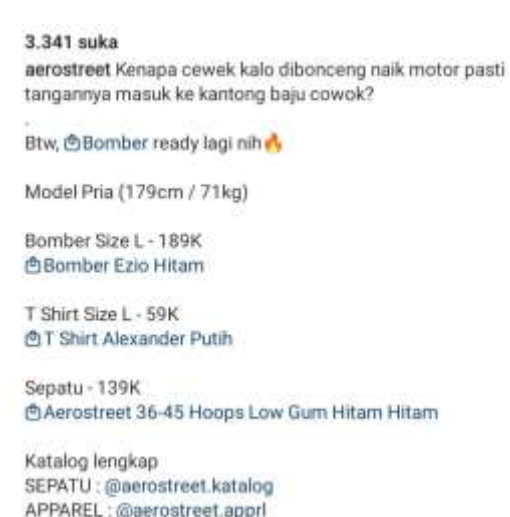 3.341 suka
aerostreet Kenapa cewek kalo dibonceng naik motor pasti
tangannya masuk ke kantong baju cowok?
.
Btw, Bomber ready lagi nih🔥
Model Pria (179cm / 71kg)
Bomber Size L - 189K
Bomber Ezio Hitam
T Shirt Size L - 59K
T Shirt Alexander Putih
Sepatu - 139K
Aerostreet 36-45 Hoops Low Gum Hitam Hitam
Katalog lengkap
SEPATU : @aerostreet.katalog
APPAREL : @aerostreet.apprl